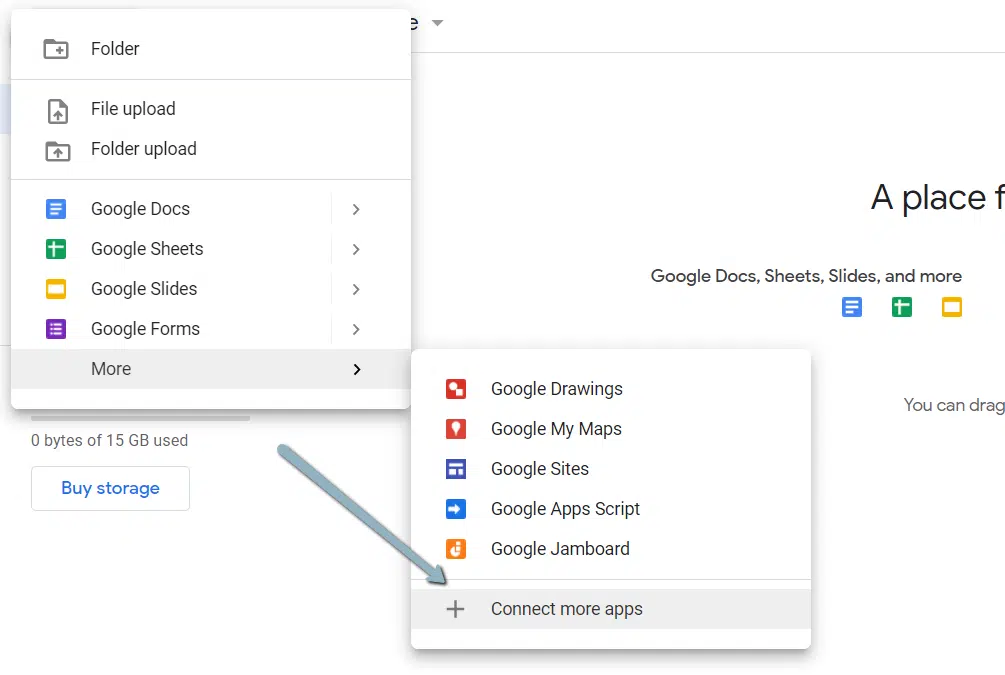 e
Folder
File upload
Folder upload
Google Docs
Google Sheets
Google Slides
Google Forms
More
0 bytes of 15 GB used
Buy storage
A place f
Google Docs, Sheets, Slides, and more
You can drag
Google Drawings
Google My Maps
Google Sites
Google Apps Script
Google Jamboard
Connect more apps